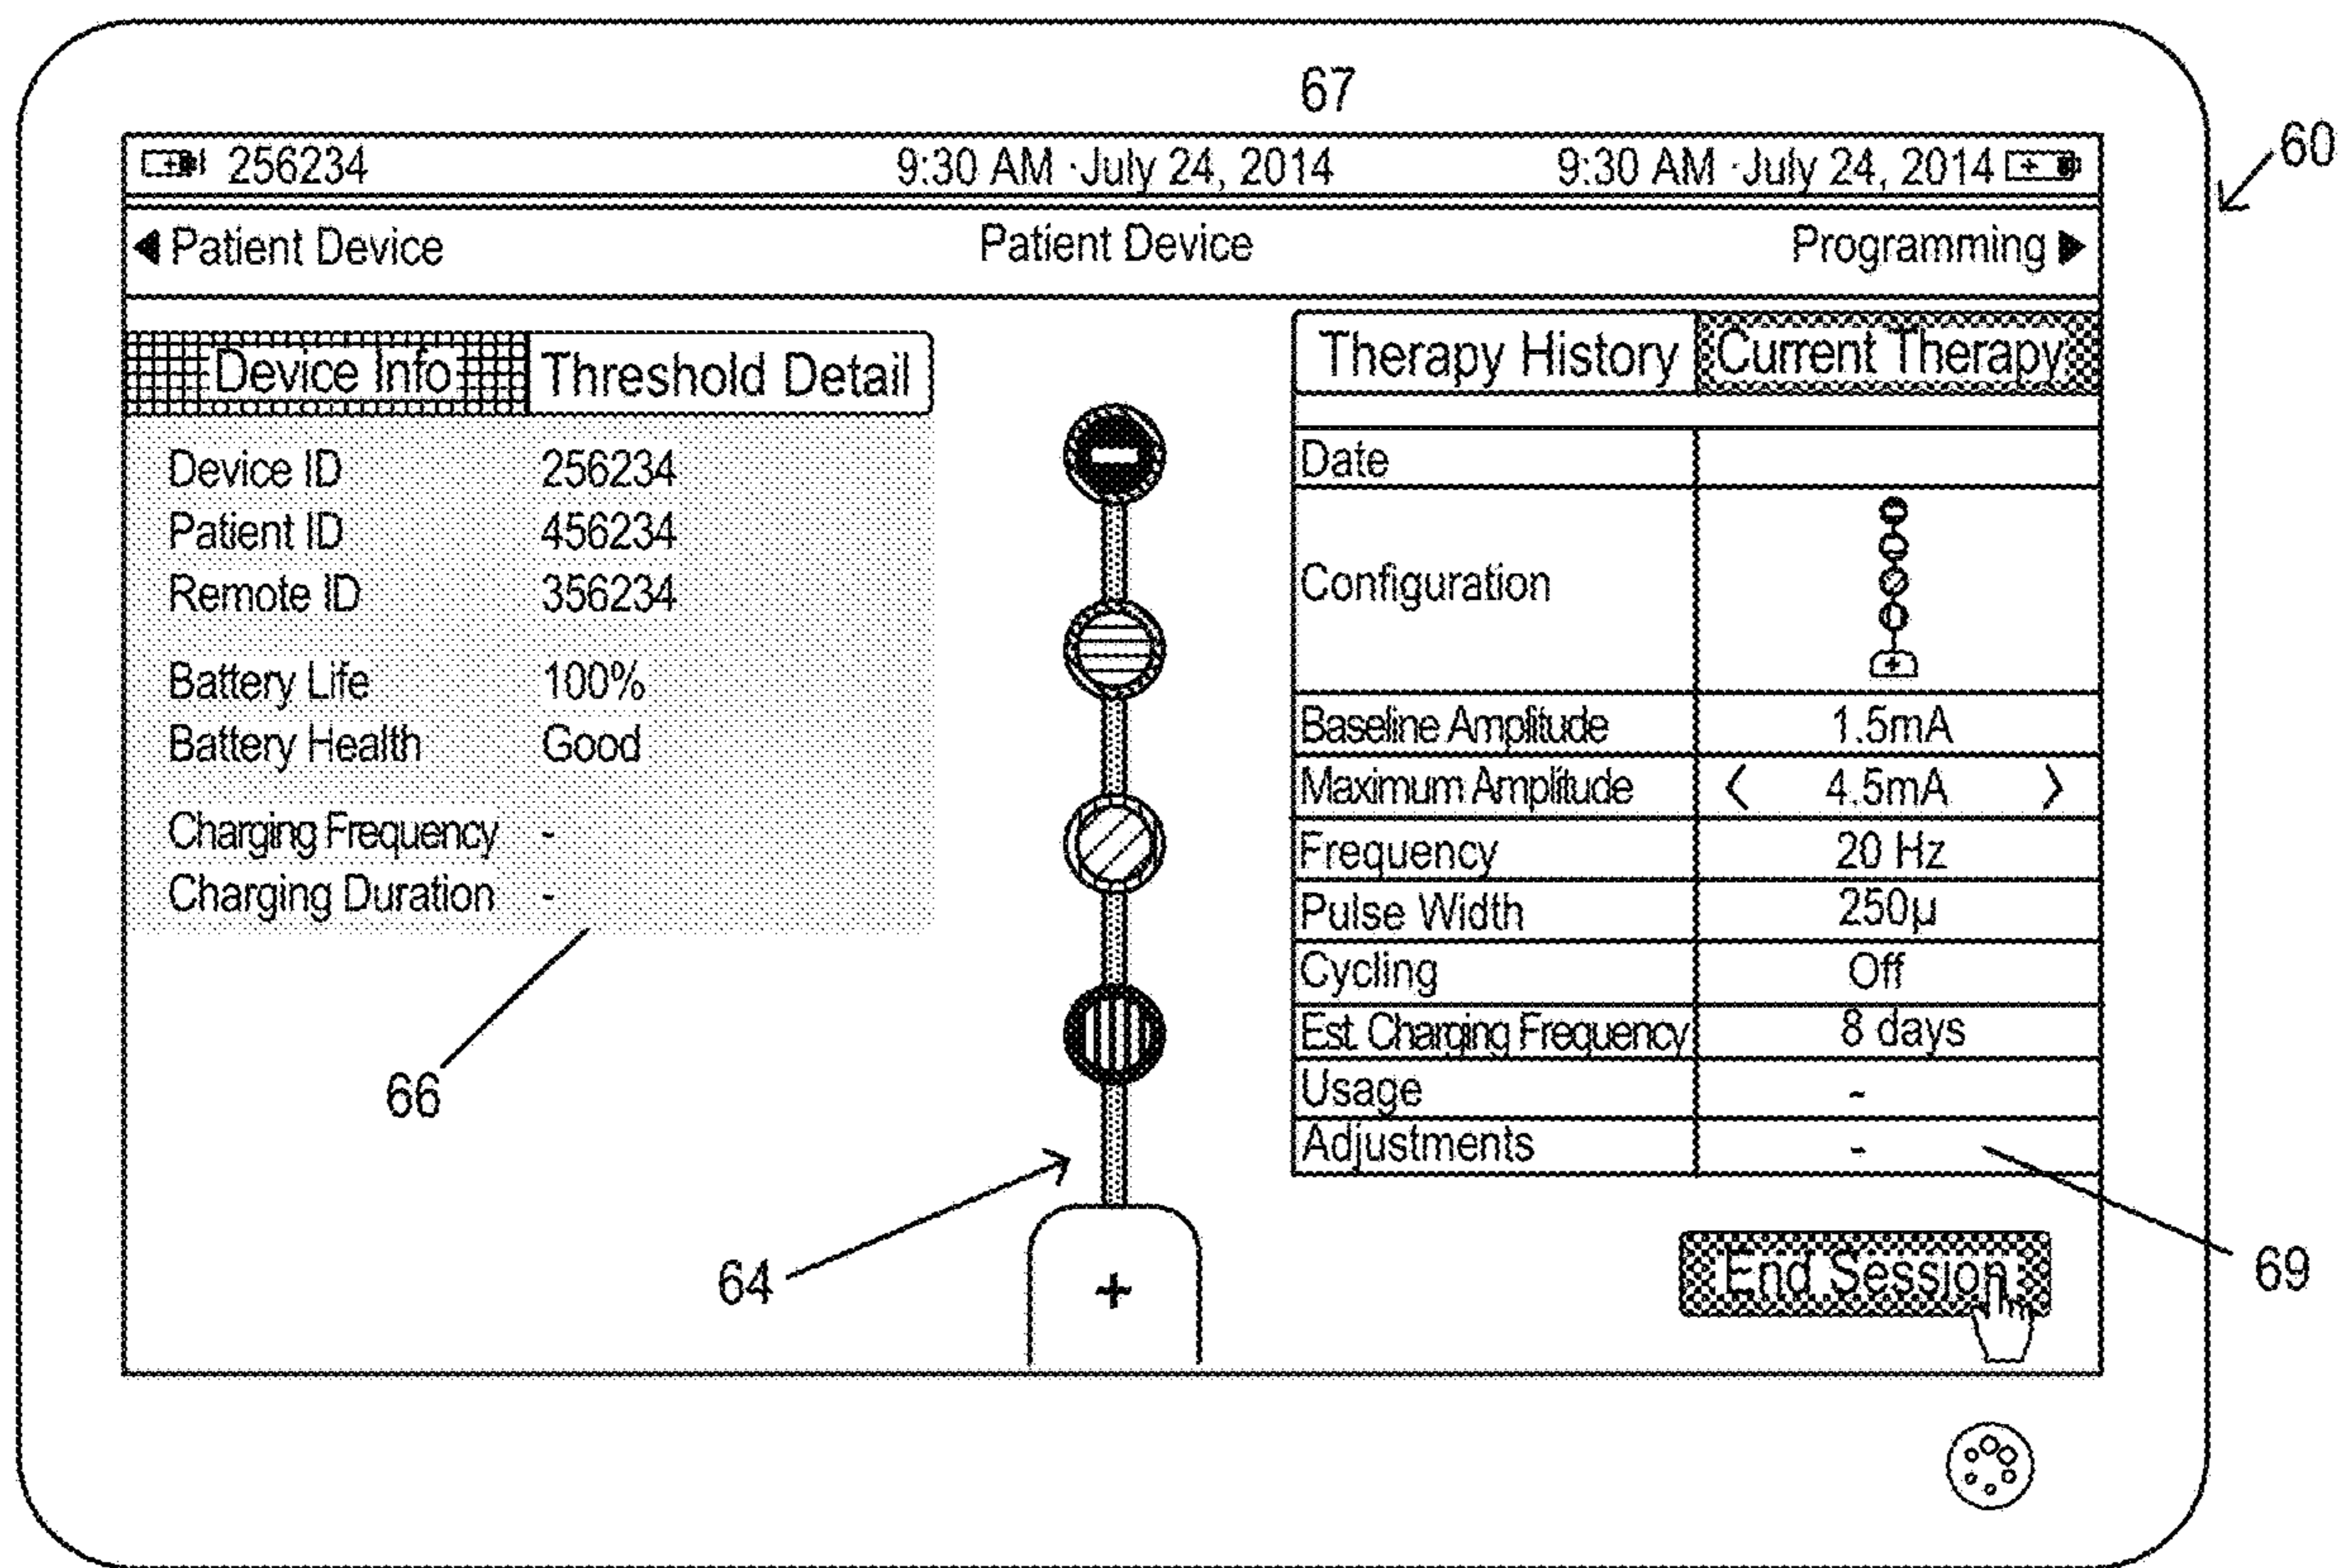 67
60
256234 9:30 AM · July 24, 2014 9:30 AM · July 24, 2014
◀ Patient Device Patient Device Programming ▶
Device Info Threshold Detail
Device ID 256234
Patient ID 456234
Remote ID 356234
Battery Life 100%
Battery Health Good
Charging Frequency -
Charging Duration -
66
64
+
Therapy History Current Therapy
Date
Configuration
+
Baseline Amplitude 1.5mA
Maximum Amplitude < 4.5mA >
Frequency 20 Hz
Pulse Width 250µ
Cycling Off
Est. Charging Frequency 8 days
Usage -
Adjustments -
End Session
69